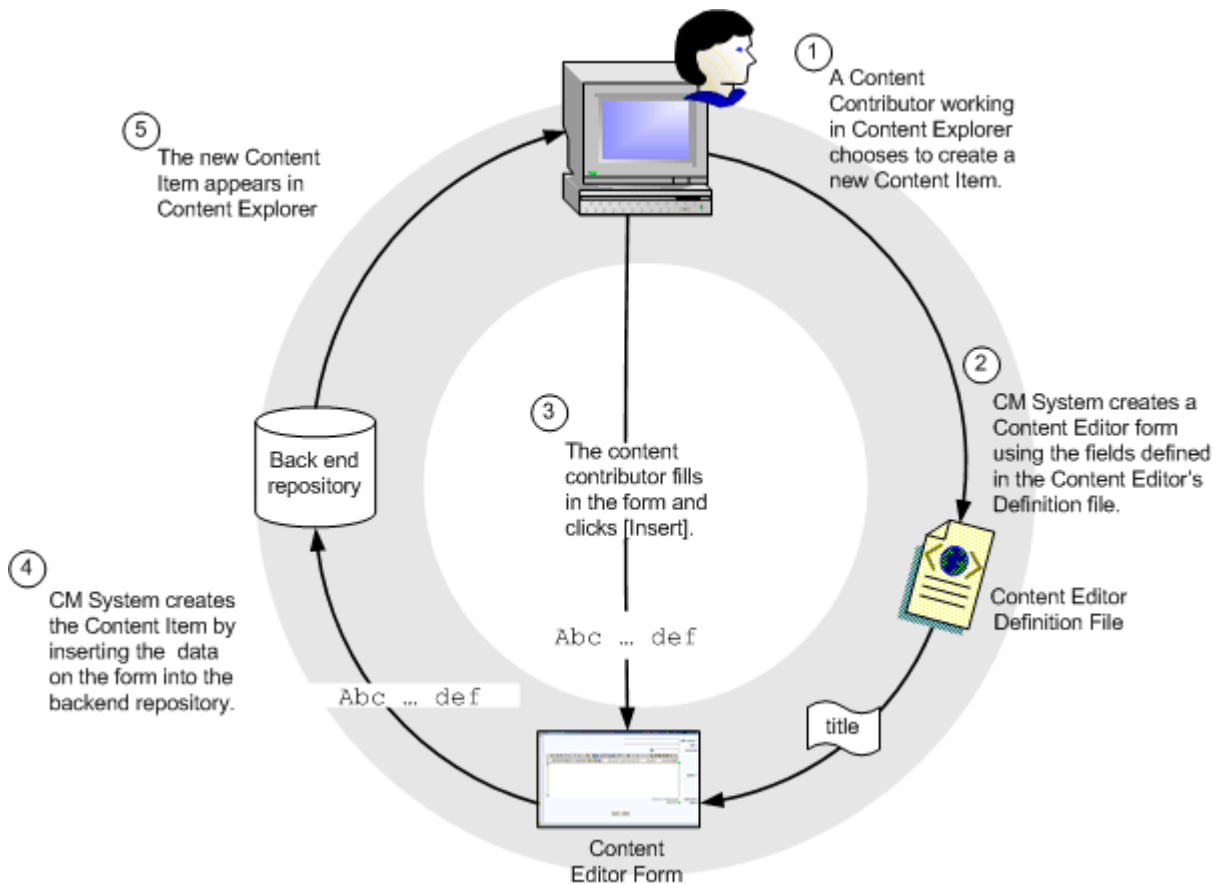 1
A Content
Contributor working
in Content Explorer
chooses to create a
new Content Item.
2
CM System creates a
Content Editor form
using the fields defined
in the Content Editor's
Definition file.
Content Editor
Definition File
title
3
The content
contributor fills
in the form and
clicks [Insert].
Abc ... def
Content
Editor Form
4
CM System creates
the Content Item by
inserting the data
on the form into the
backend repository.
Abc ... def
Back end
repository
5
The new Content
Item appears in
Content Explorer